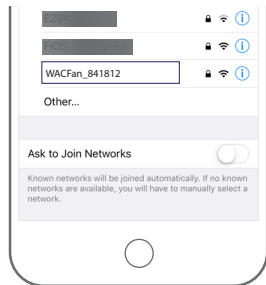 E29A
WACFan_841812
Other...
Ask to Join Networks
Known networks will be joined automatically. If no known
networks are available, you will have to manually select a
network.